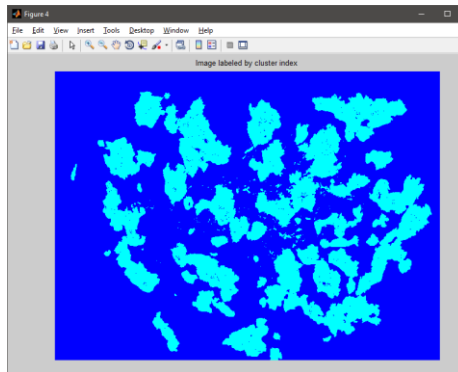 Figure 4
File Edit View Insert Tools Desktop Window Help
Image labeled by cluster index